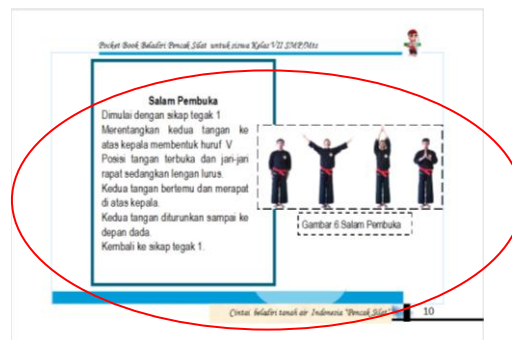 Pocket Book Beladiri Pencak Silat untuk siswa Kelas VII SMP/Mts
Salam Pembuka
Dimulai dengan sikap tegak 1
Merentangkan kedua tangan ke
atas kepala membentuk huruf V
Posisi tangan terbuka dan jari-jari
rapat sedangkan lengan lurus.
Kedua tangan bertemu dan merapat
di atas kepala.
Kedua tangan diturunkan sampai ke
depan dada.
Kembali ke sikap tegak 1.
Gambar.6 Salam Pembuka
Cintai beladiri tanah air Indonesia "Pencak Silat"
10